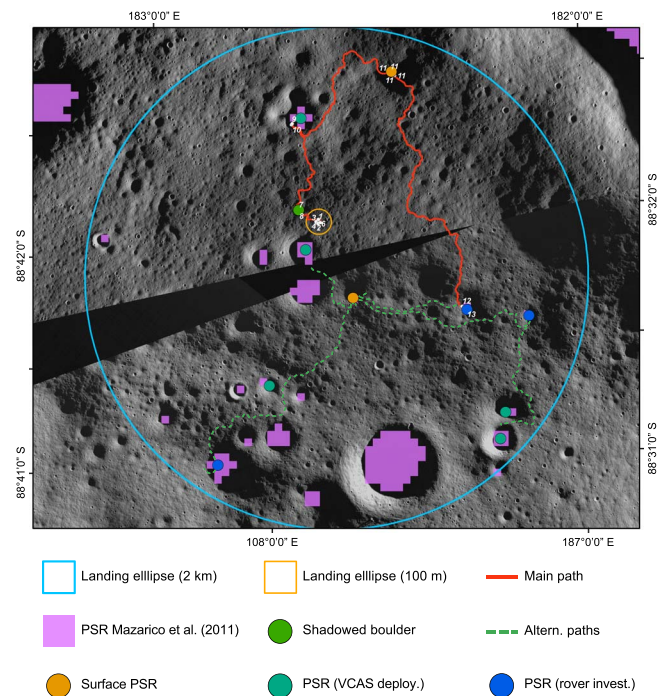 183°0'0" E 182°0'0" E
11 11
11 11
9
10
7
8
88°32'0" S
88°42'0" S
12
13
88°31'0" S
88°41'0" S
108°0'0" E 187°0'0" E
Landing elllipse (2 km) Landing elllipse (100 m) Main path
PSR Mazarico et al. (2011) Shadowed boulder Altern. paths
Surface PSR PSR (VCAS deploy.) PSR (rover invest.)